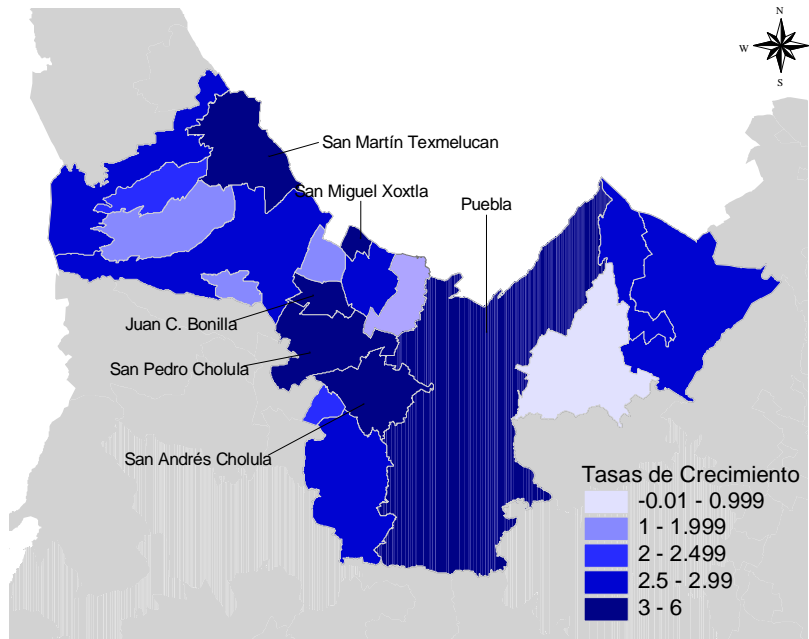 N
W
E
S
San Martín Texmelucan
San Miguel Xoxtla
Puebla
Juan C. Bonilla
San Pedro Cholula
San Andrés Cholula
Tasas de Crecimiento
-0.01 - 0.999
1 - 1.999
2 - 2.499
2.5 - 2.99
3 - 6